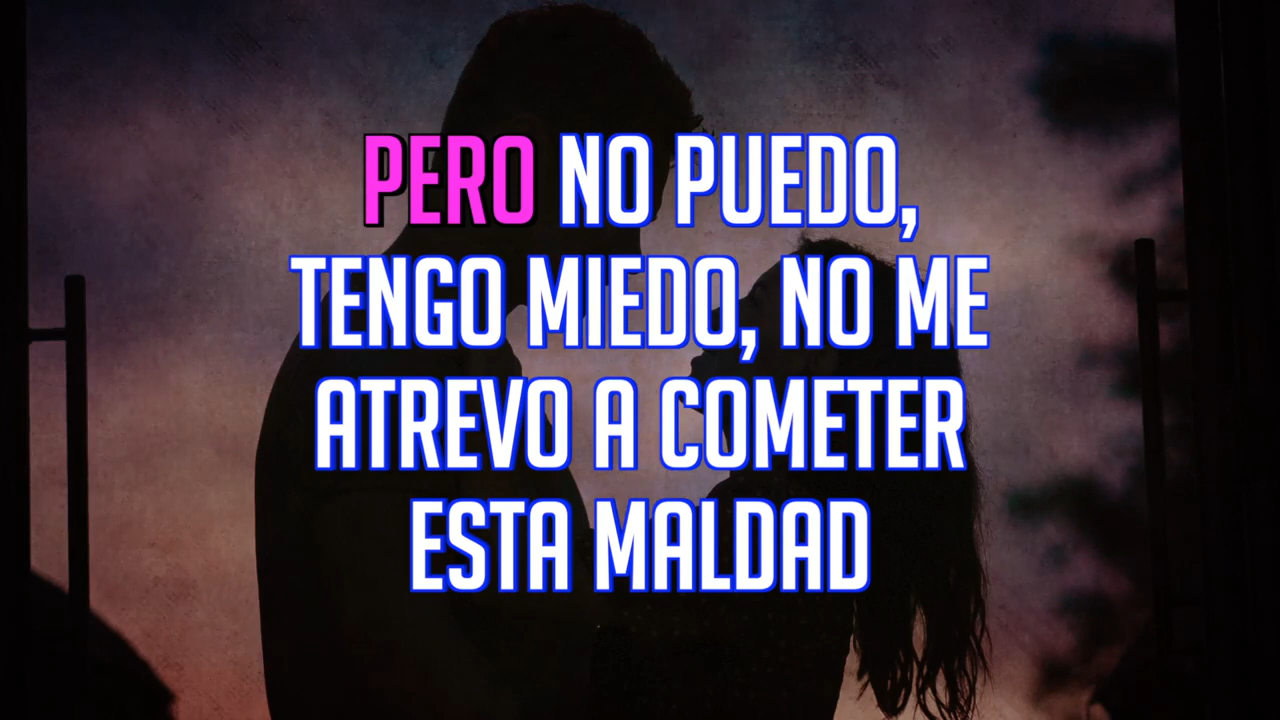 PERO NO PUEDO,
TENGO MIEDO, NO ME
ATREVO A COMETER
ESTA MALDAD